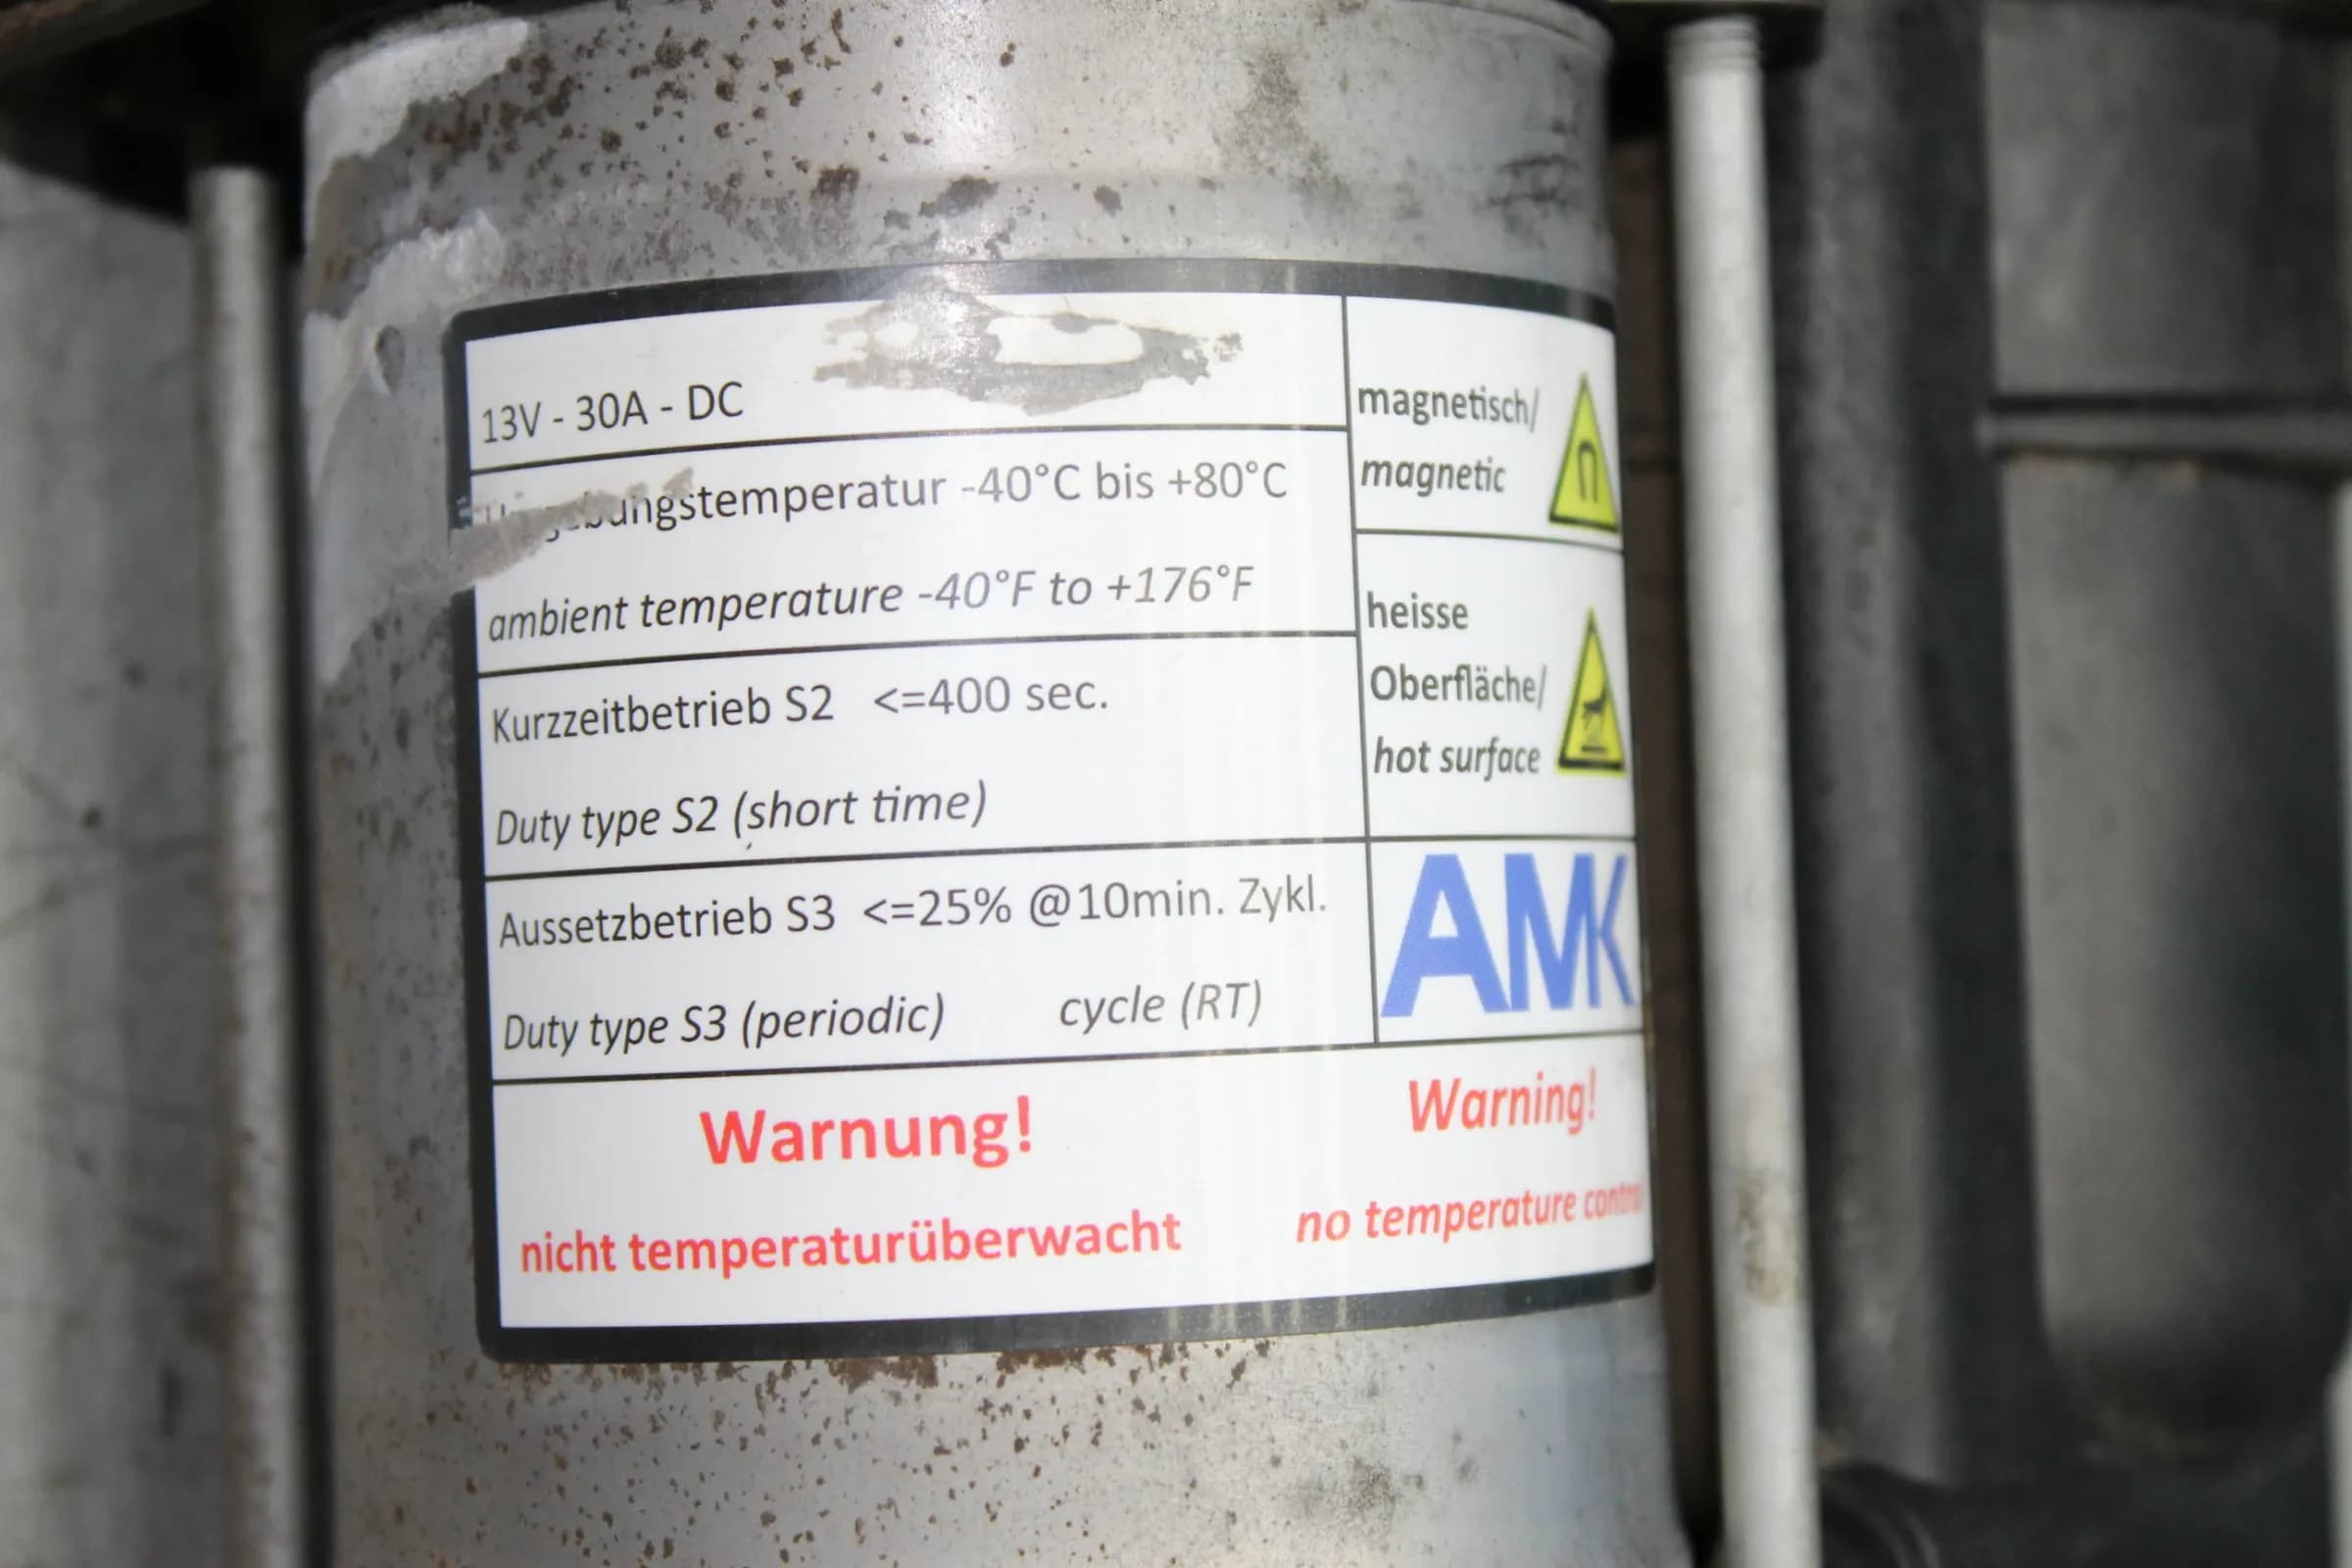 13V - 30A - DC
magnetisch/
magnetic
Umgebungstemperatur -40°C bis +80°C
ambient temperature -40°F to +176°F
heisse
Oberfläche/
hot surface
Kurzzeitbetrieb S2 <=400 sec.
Duty type S2 (short time)
Aussetzbetrieb S3 <=25% @10min. Zykl.
Duty type S3 (periodic) cycle (RT)
AMK
Warnung! Warning!
nicht temperaturüberwacht no temperature